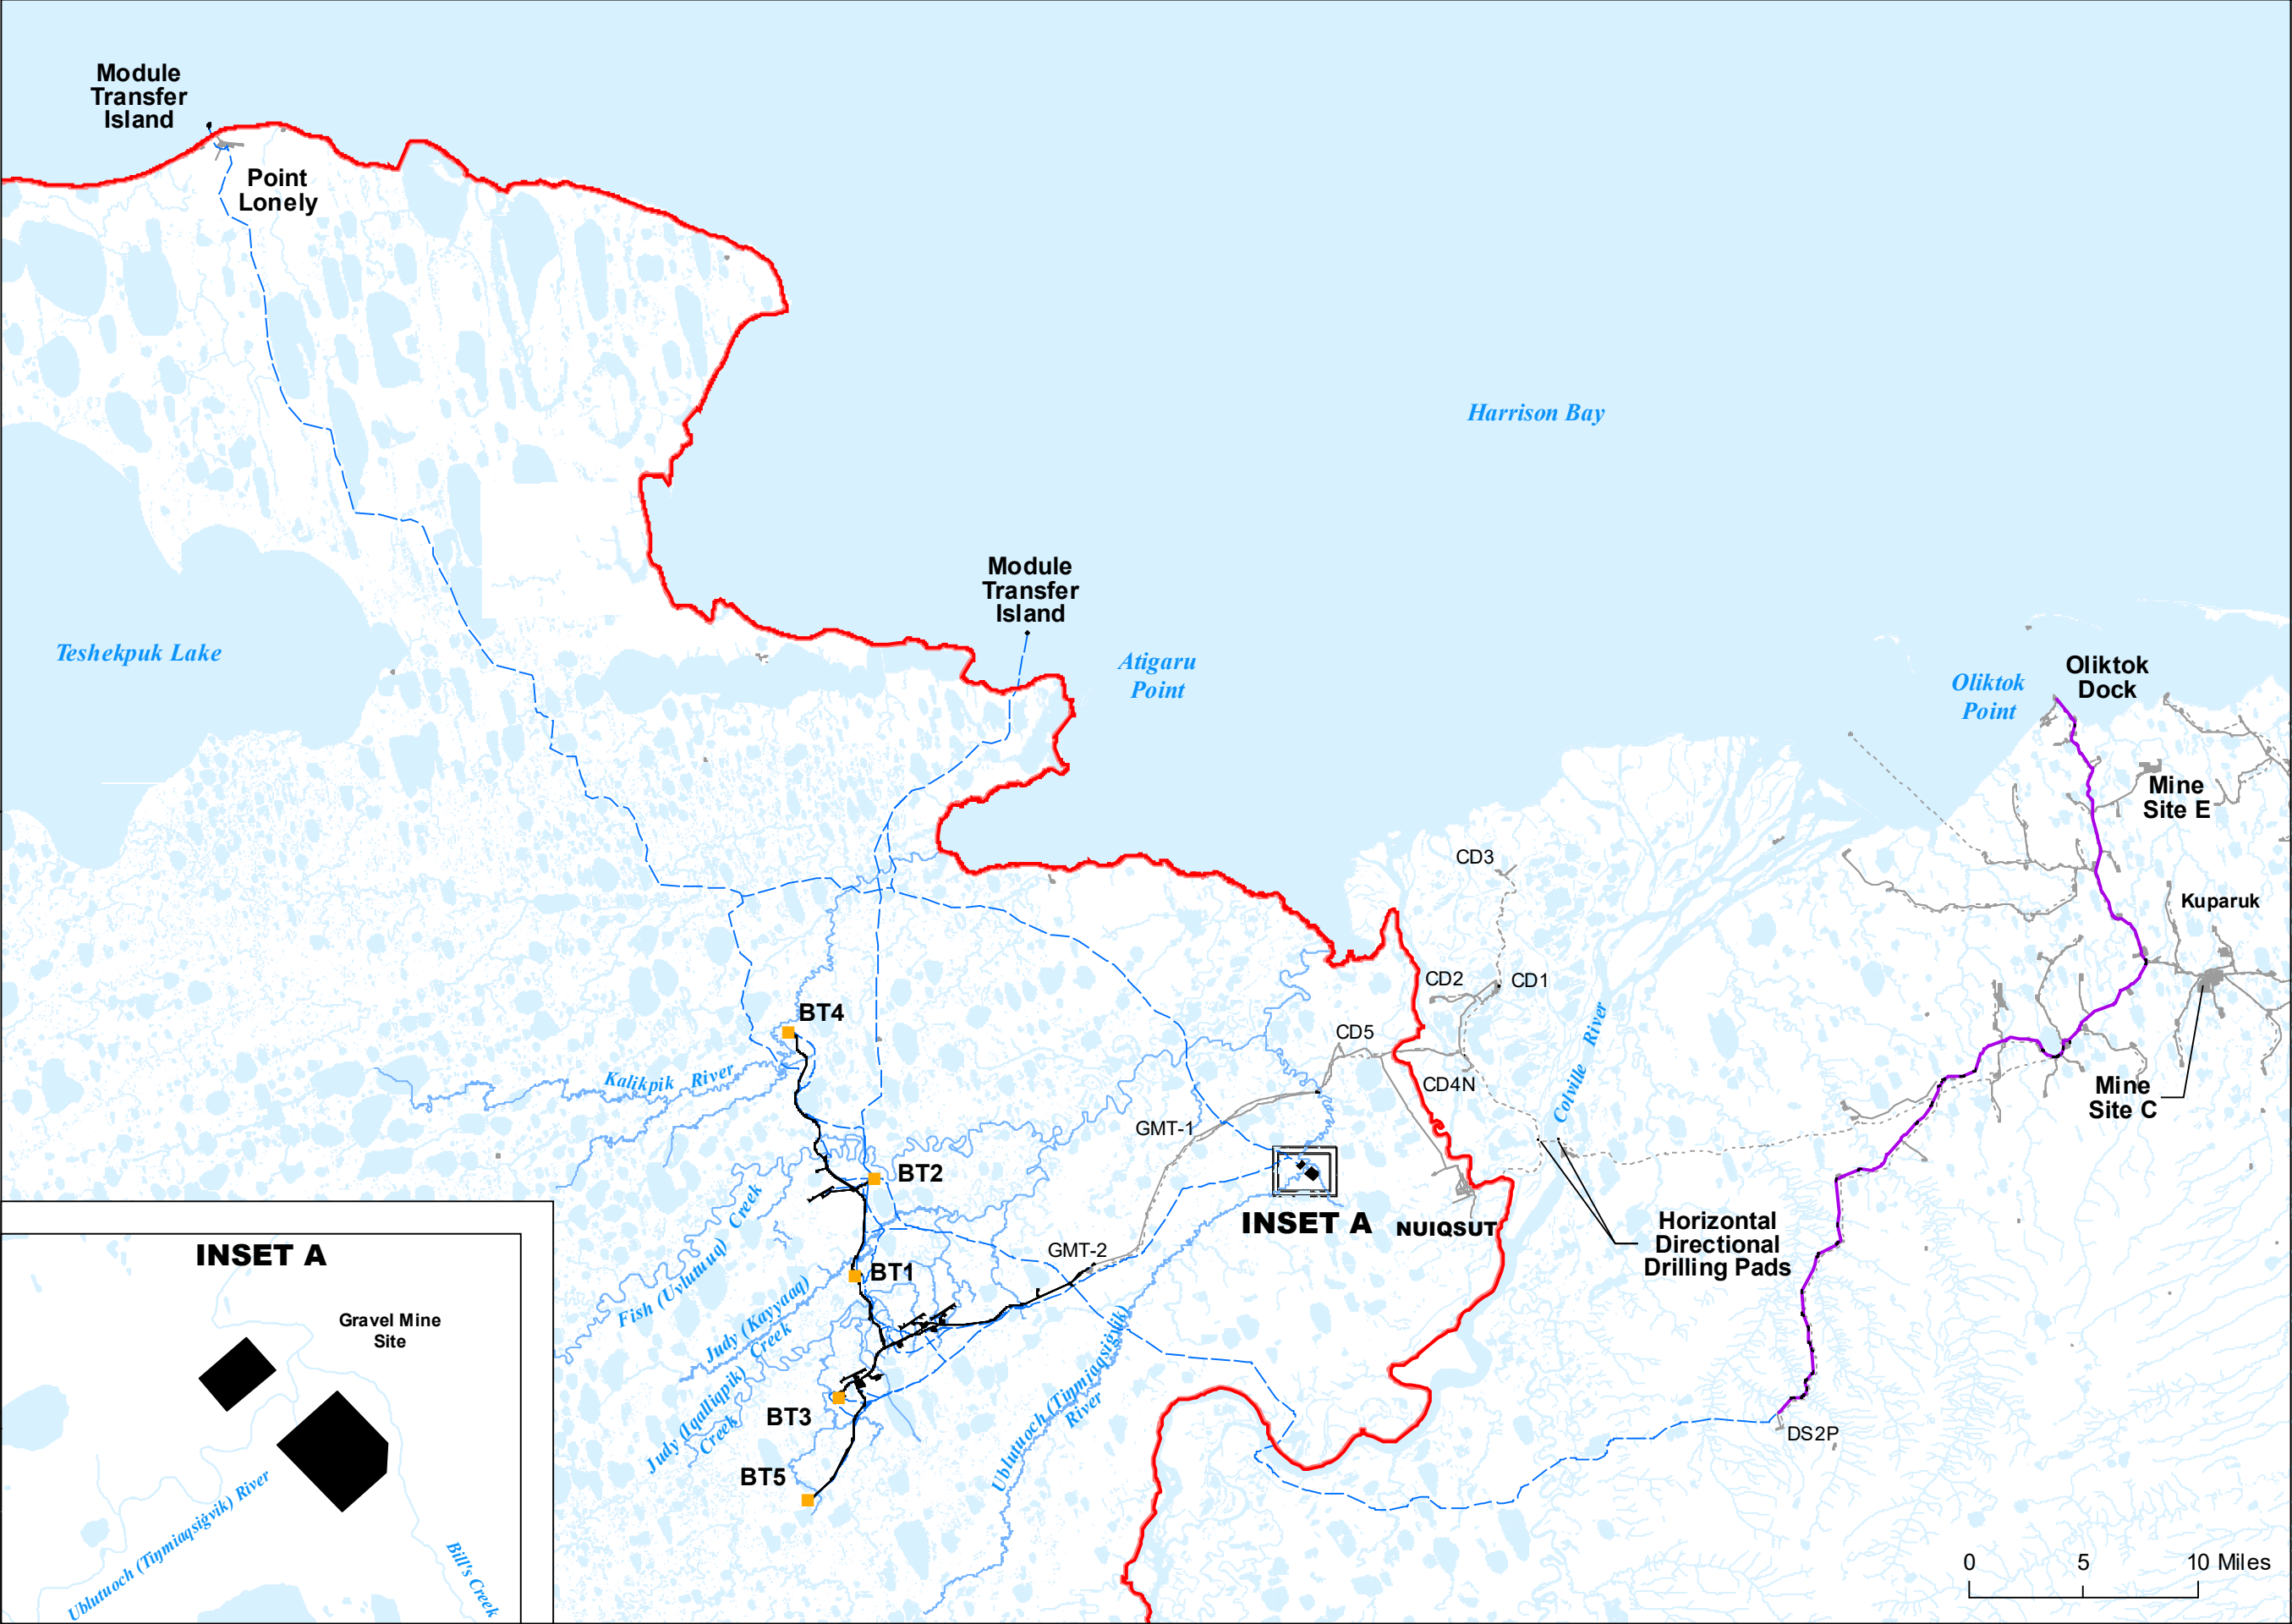 Module
Transfer
Island
Point
Lonely
Harrison Bay
Module
Transfer
Island
Teshekpuk Lake
Atigaru
Point
Oliktok
Point
Oliktok
Dock
Mine
Site E
CD3
Kuparuk
CD2
CD1
BT4
CD5
Colville River
Kalikpik River
CD4N
Mine
Site C
GMT-1
BT2
INSET A
NUIQSUT
Horizontal
Directional
Drilling Pads
GMT-2
Fish (Uvlutuuq)
Creek
BT1
Judy (Kayyaaq)
Creek
Judy (Iqalliqpik)
Creek
BT3
Ublutuoch (Tiŋmiaqsiġvik)
River
DS2P
BT5
INSET A
Gravel Mine
Site
Ublutuoch (Tiŋmiaqsiġvik) River
Bill's Creek
0 5 10 Miles